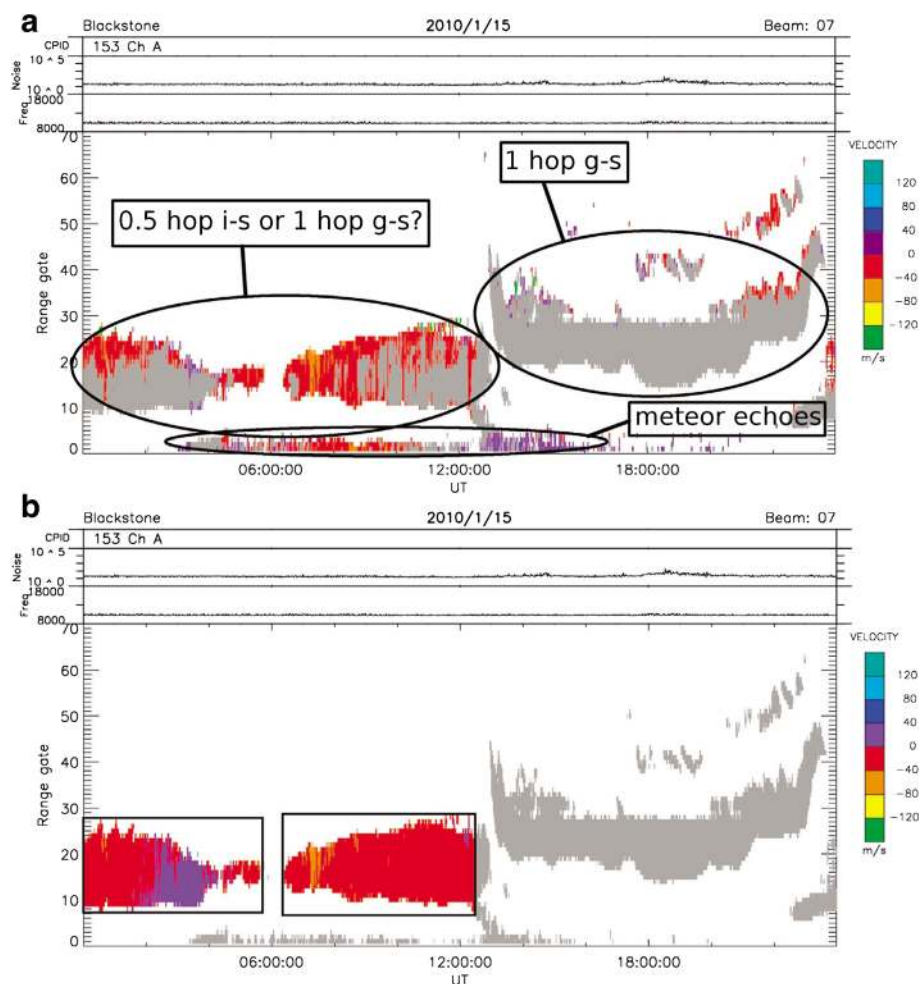 a
Blackstone 2010/1/15 Beam: 07
CPID 153 Ch A
Noise 10 ^ 5
10 ^ 0
Freq 18000
8000
70
60
50
40
30
20
10
0
Range gate
1 hop g-s
0.5 hop i-s or 1 hop g-s?
meteor echoes
VELOCITY
120
80
40
0
-40
-80
-120
m/s
06:00:00 12:00:00 18:00:00
UT
b
Blackstone 2010/1/15 Beam: 07
CPID 153 Ch A
Noise 10 ^ 5
10 ^ 0
Freq 18000
8000
70
60
50
40
30
20
10
0
Range gate
VELOCITY
120
80
40
0
-40
-80
-120
m/s
06:00:00 12:00:00 18:00:00
UT